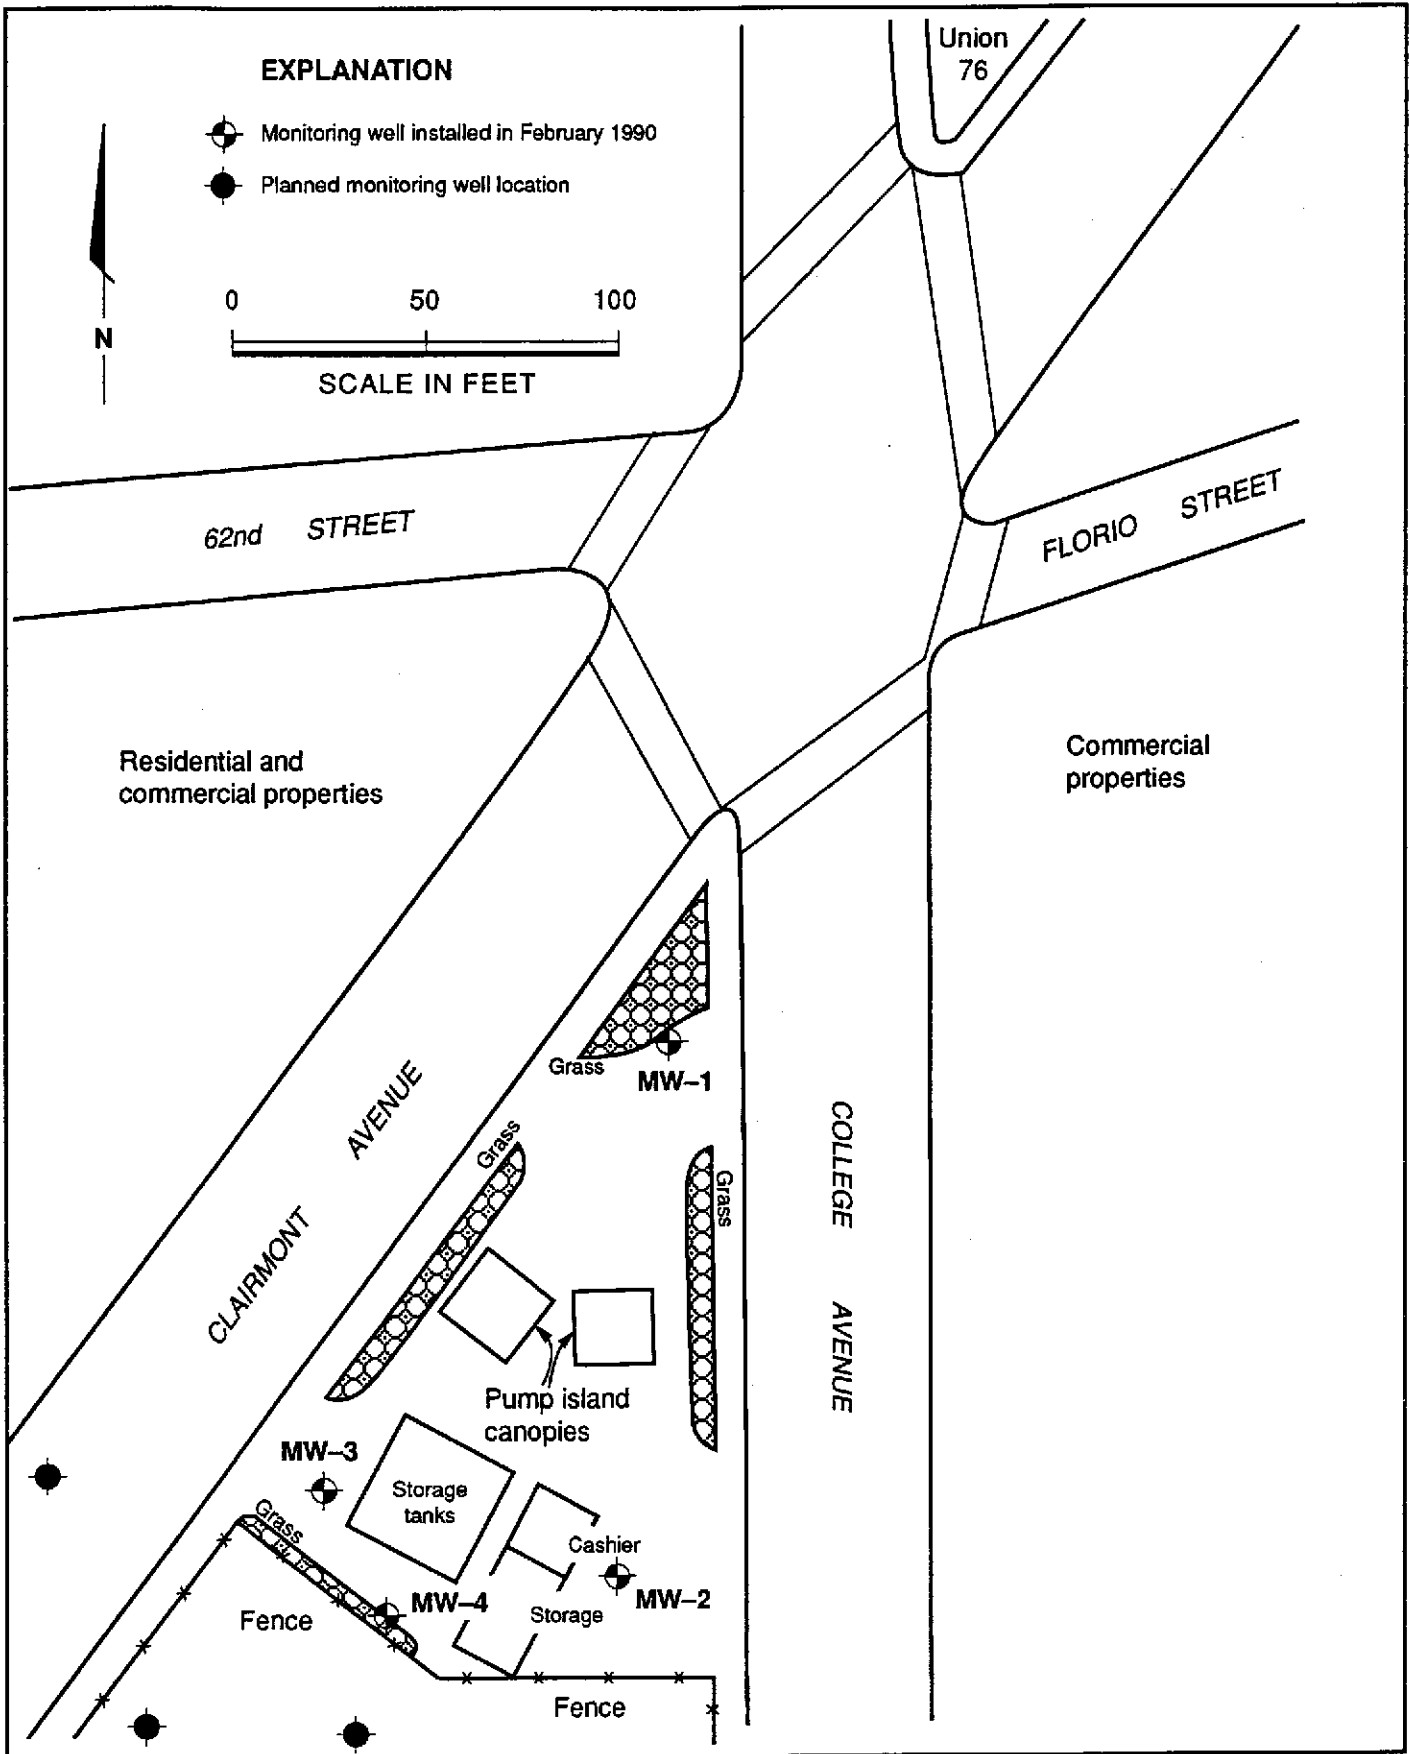 EXPLANATION
Monitoring well installed in February 1990
Planned monitoring well location
N
0 50 100
SCALE IN FEET
Union
76
62nd STREET
FLORIO STREET
Residential and
commercial properties
Commercial
properties
CLAIRMONT AVENUE
COLLEGE AVENUE
Grass
MW–1
Grass
Grass
Pump island
canopies
MW–3
Storage
tanks
Grass
Cashier
MW–2
MW–4
Storage
Fence
Fence